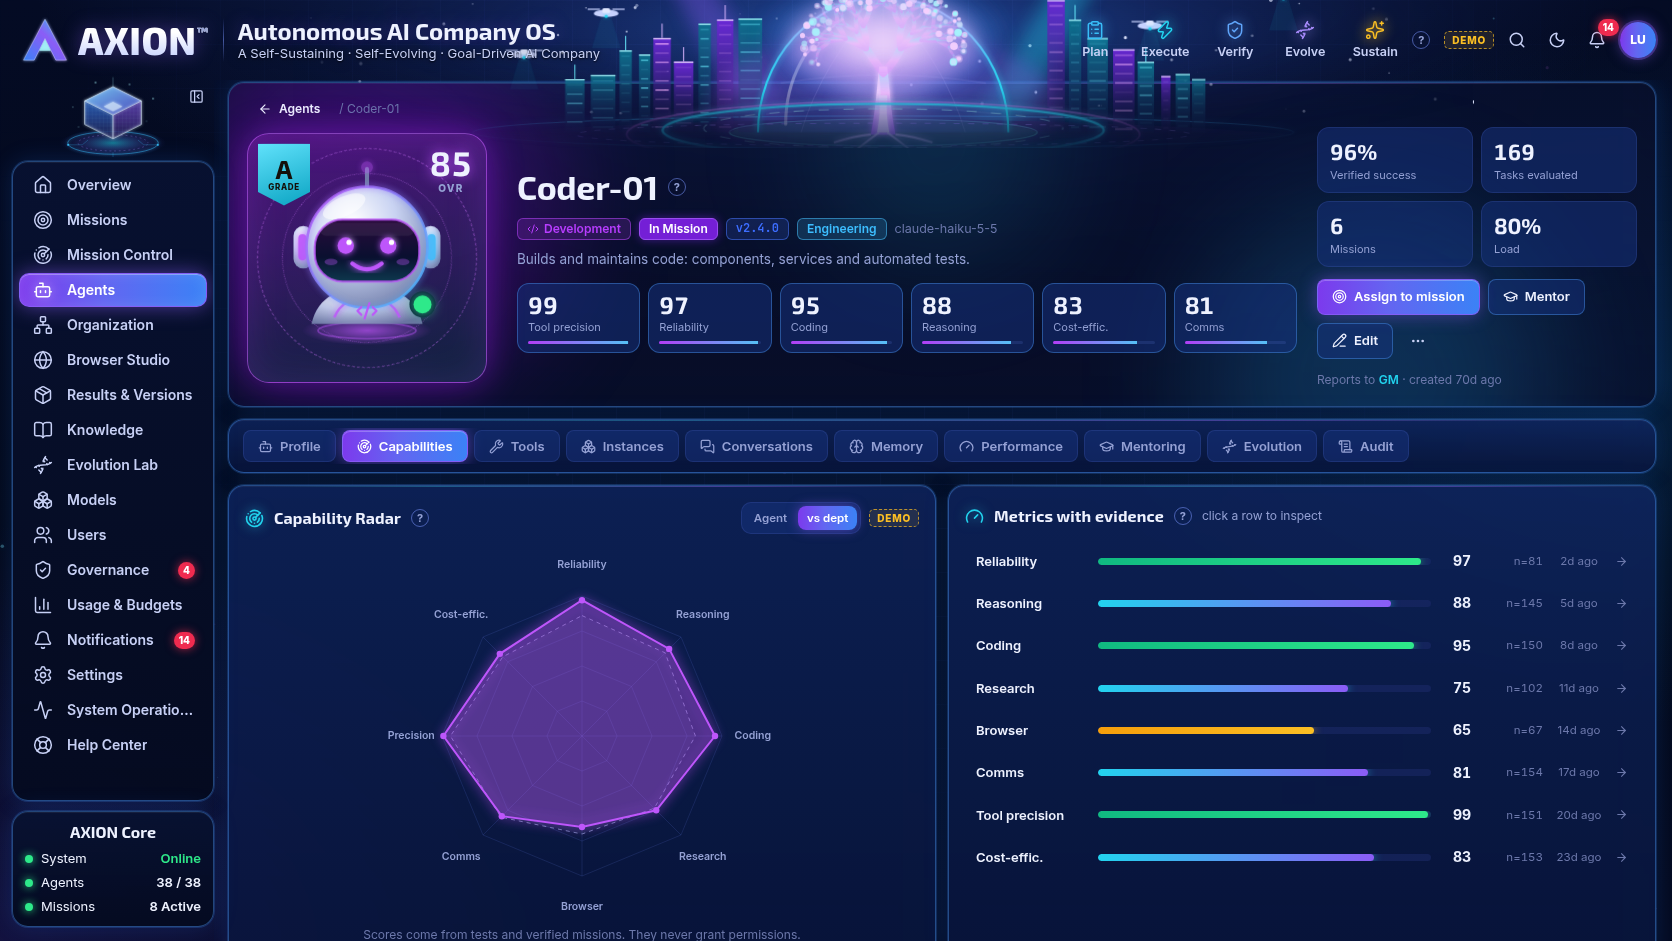 AXION™
Autonomous AI Company OS
A Self-Sustaining · Self-Evolving · Goal-Driven AI Company
Plan
Execute
Verify
Evolve
Sustain
?
DEMO
14
LU
Overview
Missions
Mission Control
Agents
Organization
Browser Studio
Results & Versions
Knowledge
Evolution Lab
Models
Users
Governance 4
Usage & Budgets
Notifications 14
Settings
System Operatio...
Help Center
AXION Core
System Online
Agents 38 / 38
Missions 8 Active
← Agents / Coder-01
A
GRADE
85
OVR
Coder-01 ?
</> Development In Mission v2.4.0 Engineering claude-haiku-5-5
Builds and maintains code: components, services and automated tests.
99
Tool precision
97
Reliability
95
Coding
88
Reasoning
83
Cost-effic.
81
Comms
96%
Verified success
169
Tasks evaluated
6
Missions
80%
Load
Assign to mission
Mentor
Edit
···
Reports to GM · created 70d ago
Profile
Capabilities
Tools
Instances
Conversations
Memory
Performance
Mentoring
Evolution
Audit
Capability Radar ?
Agent vs dept DEMO
Reliability
Cost-effic.
Reasoning
Precision
Coding
Comms
Research
Browser
Scores come from tests and verified missions. They never grant permissions.
Metrics with evidence ? click a row to inspect
Reliability 97 n=81 2d ago →
Reasoning 88 n=145 5d ago →
Coding 95 n=150 8d ago →
Research 75 n=102 11d ago →
Browser 65 n=67 14d ago →
Comms 81 n=154 17d ago →
Tool precision 99 n=151 20d ago →
Cost-effic. 83 n=153 23d ago →